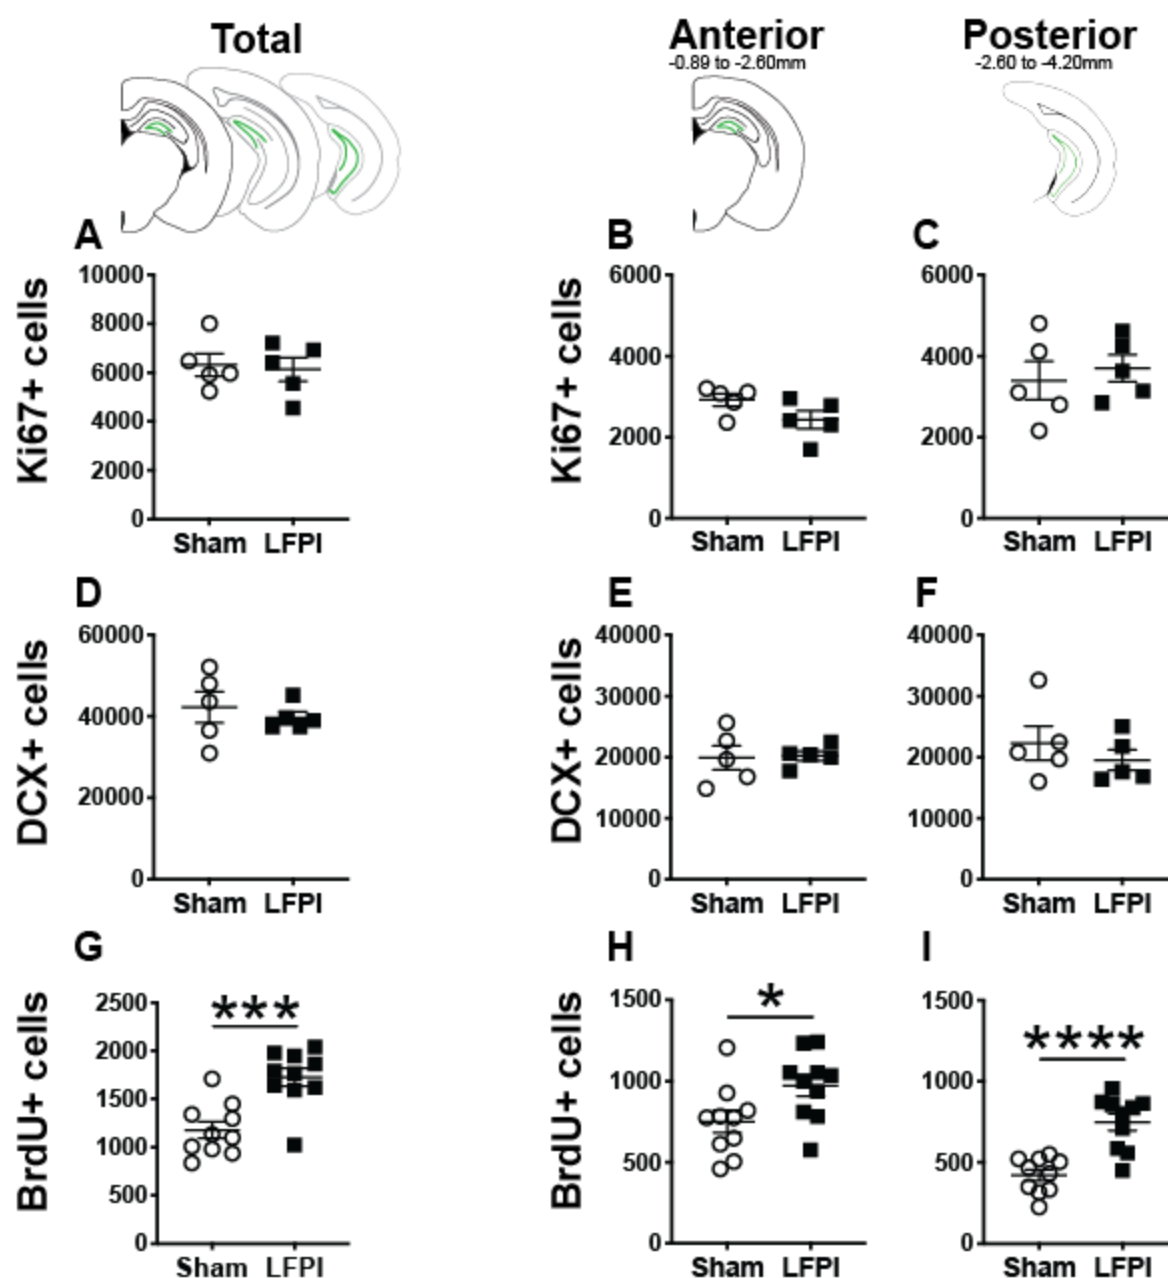 Total
Anterior
-0.89 to -2.60mm
Posterior
-2.60 to -4.20mm
A
Ki67+ cells
10000
8000
6000
4000
2000
0
Sham LFPI
B
Ki67+ cells
6000
4000
2000
0
Sham LFPI
C
6000
4000
2000
0
Sham LFPI
D
DCX+ cells
60000
40000
20000
0
Sham LFPI
E
DCX+ cells
40000
30000
20000
10000
0
Sham LFPI
F
40000
30000
20000
10000
0
Sham LFPI
G
BrdU+ cells
2500
2000
1500
1000
500
0
***
Sham LFPI
H
BrdU+ cells
1500
1000
500
0
*
Sham LFPI
I
1500
1000
500
0
****
Sham LFPI